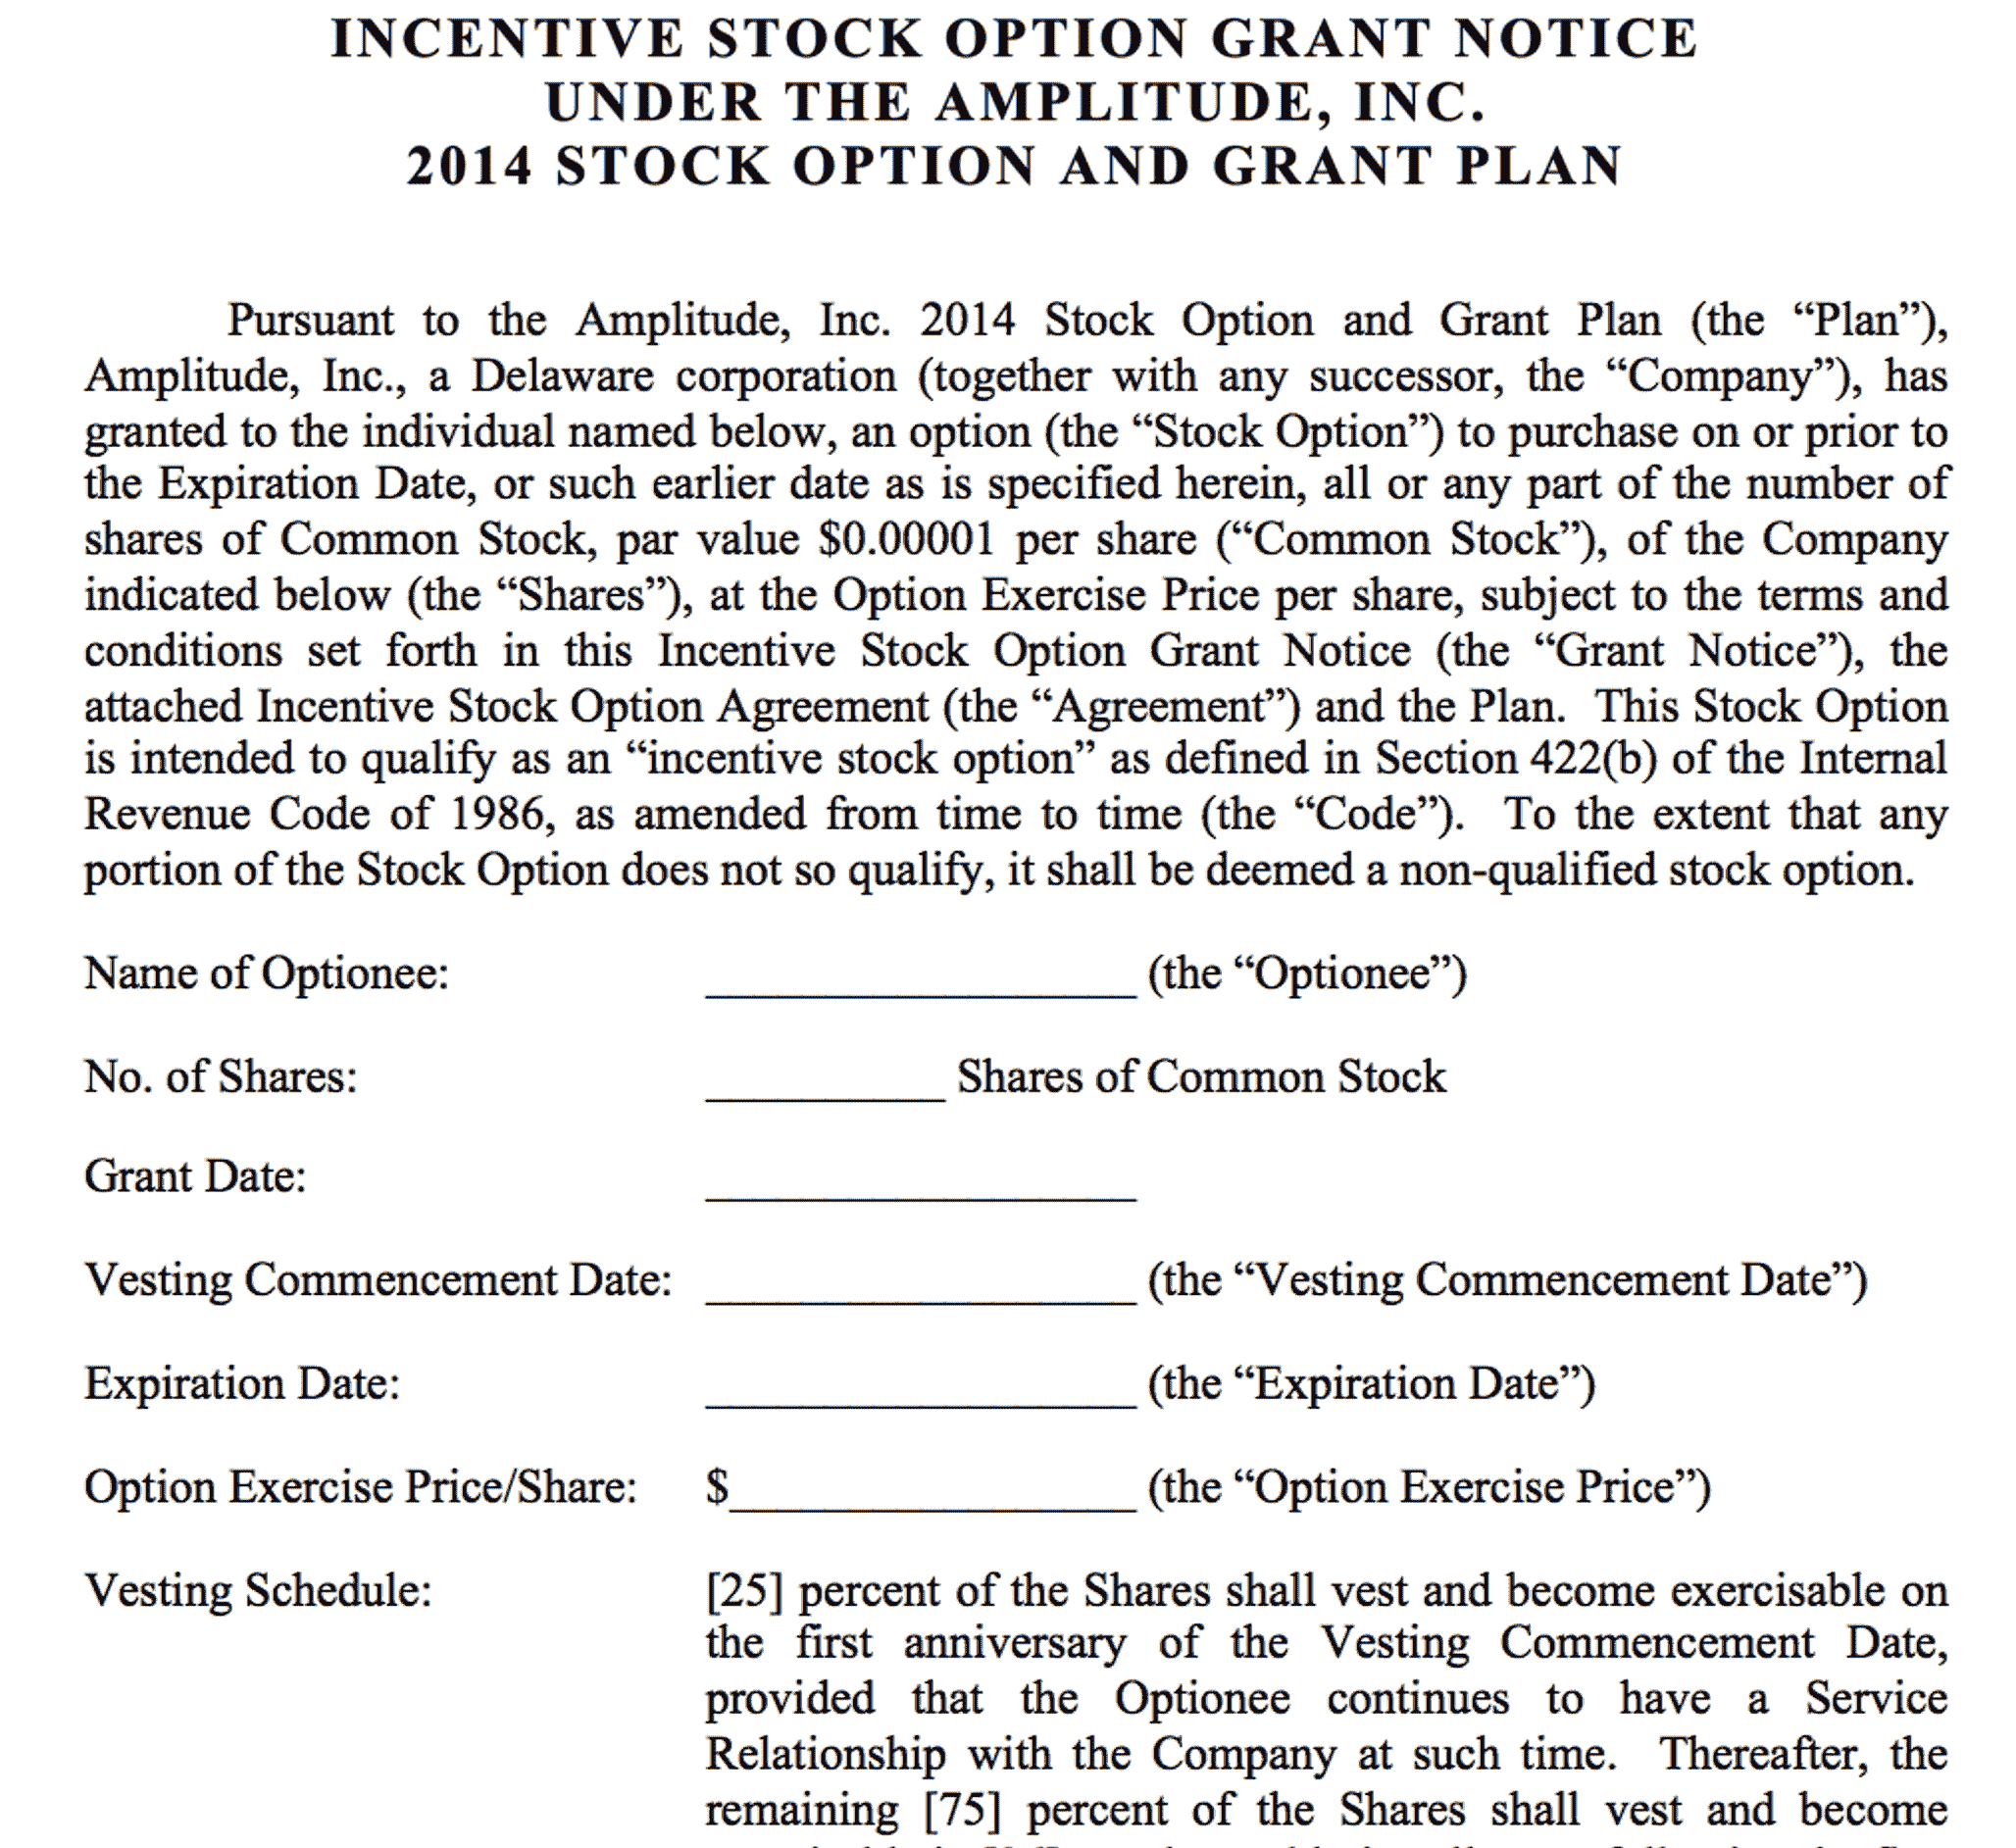 INCENTIVE STOCK OPTION GRANT NOTICE
UNDER THE AMPLITUDE, INC.
2014 STOCK OPTION AND GRANT PLAN
Pursuant to the Amplitude, Inc. 2014 Stock Option and Grant Plan (the “Plan”),
Amplitude, Inc., a Delaware corporation (together with any successor, the “Company”), has
granted to the individual named below, an option (the “Stock Option”) to purchase on or prior to
the Expiration Date, or such earlier date as is specified herein, all or any part of the number of
shares of Common Stock, par value $0.00001 per share (“Common Stock”), of the Company
indicated below (the “Shares”), at the Option Exercise Price per share, subject to the terms and
conditions set forth in this Incentive Stock Option Grant Notice (the “Grant Notice”), the
attached Incentive Stock Option Agreement (the “Agreement”) and the Plan. This Stock Option
is intended to qualify as an “incentive stock option” as defined in Section 422(b) of the Internal
Revenue Code of 1986, as amended from time to time (the “Code”). To the extent that any
portion of the Stock Option does not so qualify, it shall be deemed a non-qualified stock option.
Name of Optionee: __________________ (the “Optionee”)
No. of Shares: __________ Shares of Common Stock
Grant Date: __________________
Vesting Commencement Date: __________________ (the “Vesting Commencement Date”)
Expiration Date: __________________ (the “Expiration Date”)
Option Exercise Price/Share: $_________________ (the “Option Exercise Price”)
Vesting Schedule: [25] percent of the Shares shall vest and become exercisable on
the first anniversary of the Vesting Commencement Date,
provided that the Optionee continues to have a Service
Relationship with the Company at such time. Thereafter, the
remaining [75] percent of the Shares shall vest and become